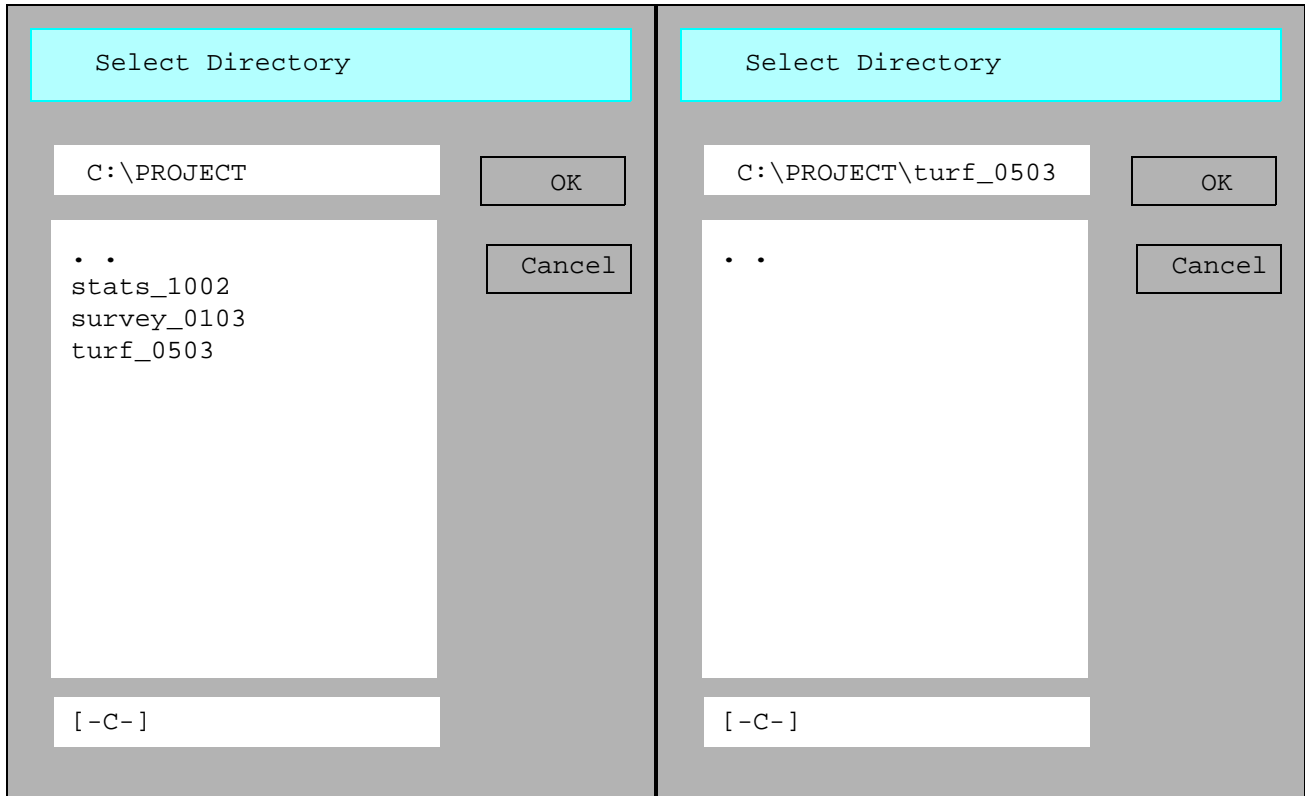 Select Directory
C:\PROJECT
OK
. .
Cancel
stats_1002
survey_0103
turf_0503
[-C-]
Select Directory
C:\PROJECT\turf_0503
OK
. .
Cancel
[-C-]